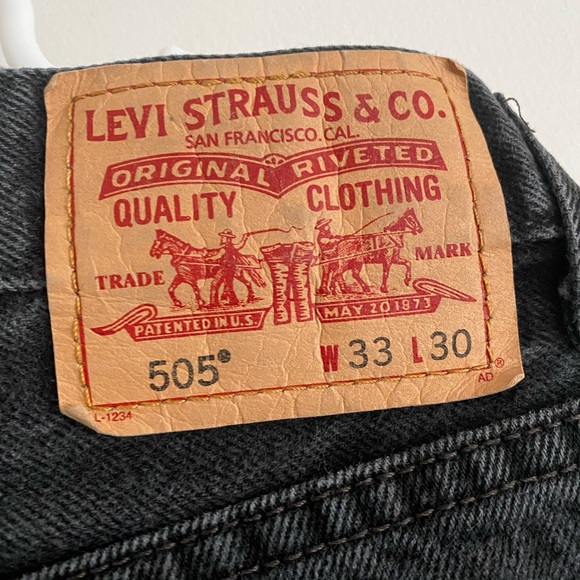 LEVI STRAUSS & CO.
SAN FRANCISCO, CAL.
ORIGINAL RIVETED
QUALITY CLOTHING
TRADE MARK
PATENTED IN U.S. MAY 20 1873
505® W 33 L 30
L-1234 AD®